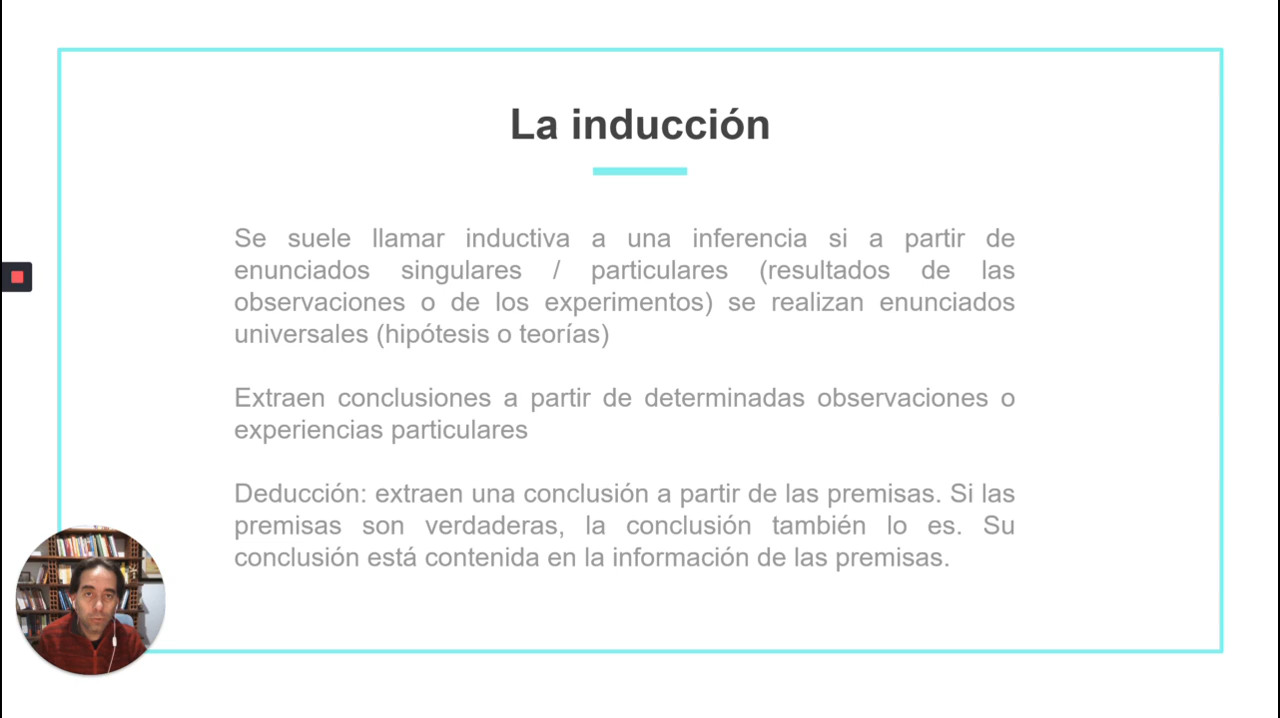 La inducción
Se suele llamar inductiva a una inferencia si a partir de
enunciados singulares / particulares (resultados de las
observaciones o de los experimentos) se realizan enunciados
universales (hipótesis o teorías)
Extraen conclusiones a partir de determinadas observaciones o
experiencias particulares
Deducción: extraen una conclusión a partir de las premisas. Si las
premisas son verdaderas, la conclusión también lo es. Su
conclusión está contenida en la información de las premisas.